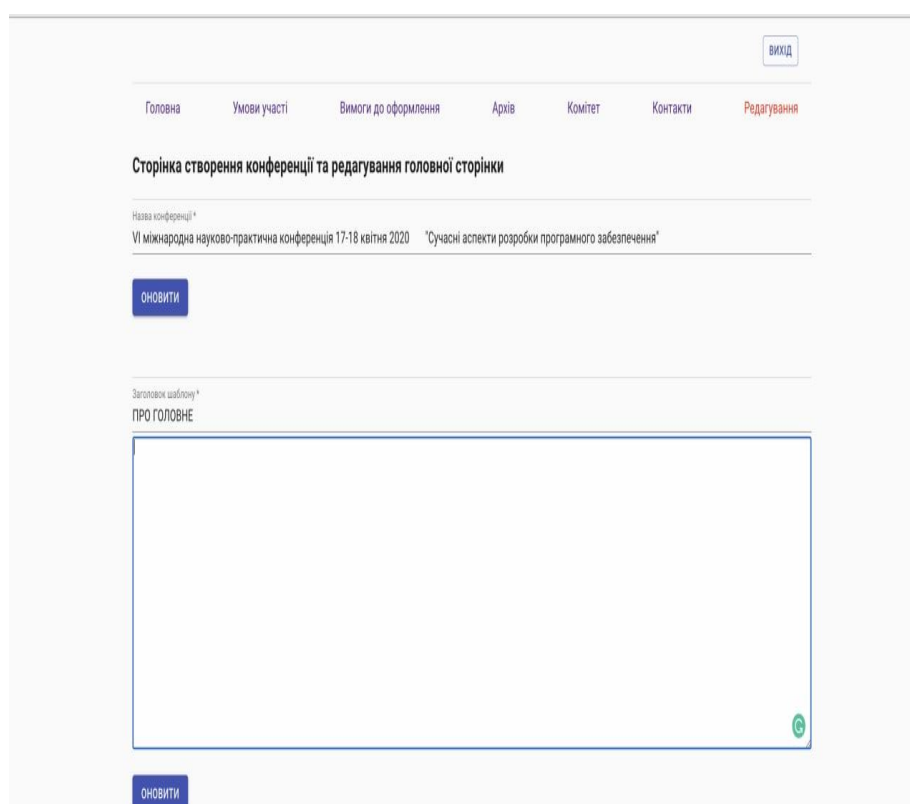 ВИХІД
Головна Умови участі Вимоги до оформлення Архів Комітет Контакти Редагування
Сторінка створення конференції та редагування головної сторінки
Назва конференції *
VI міжнародна науково-практична конференція 17-18 квітня 2020 "Сучасні аспекти розробки програмного забезпечення"
ОНОВИТИ
Заголовок шаблону *
ПРО ГОЛОВНЕ
ОНОВИТИ